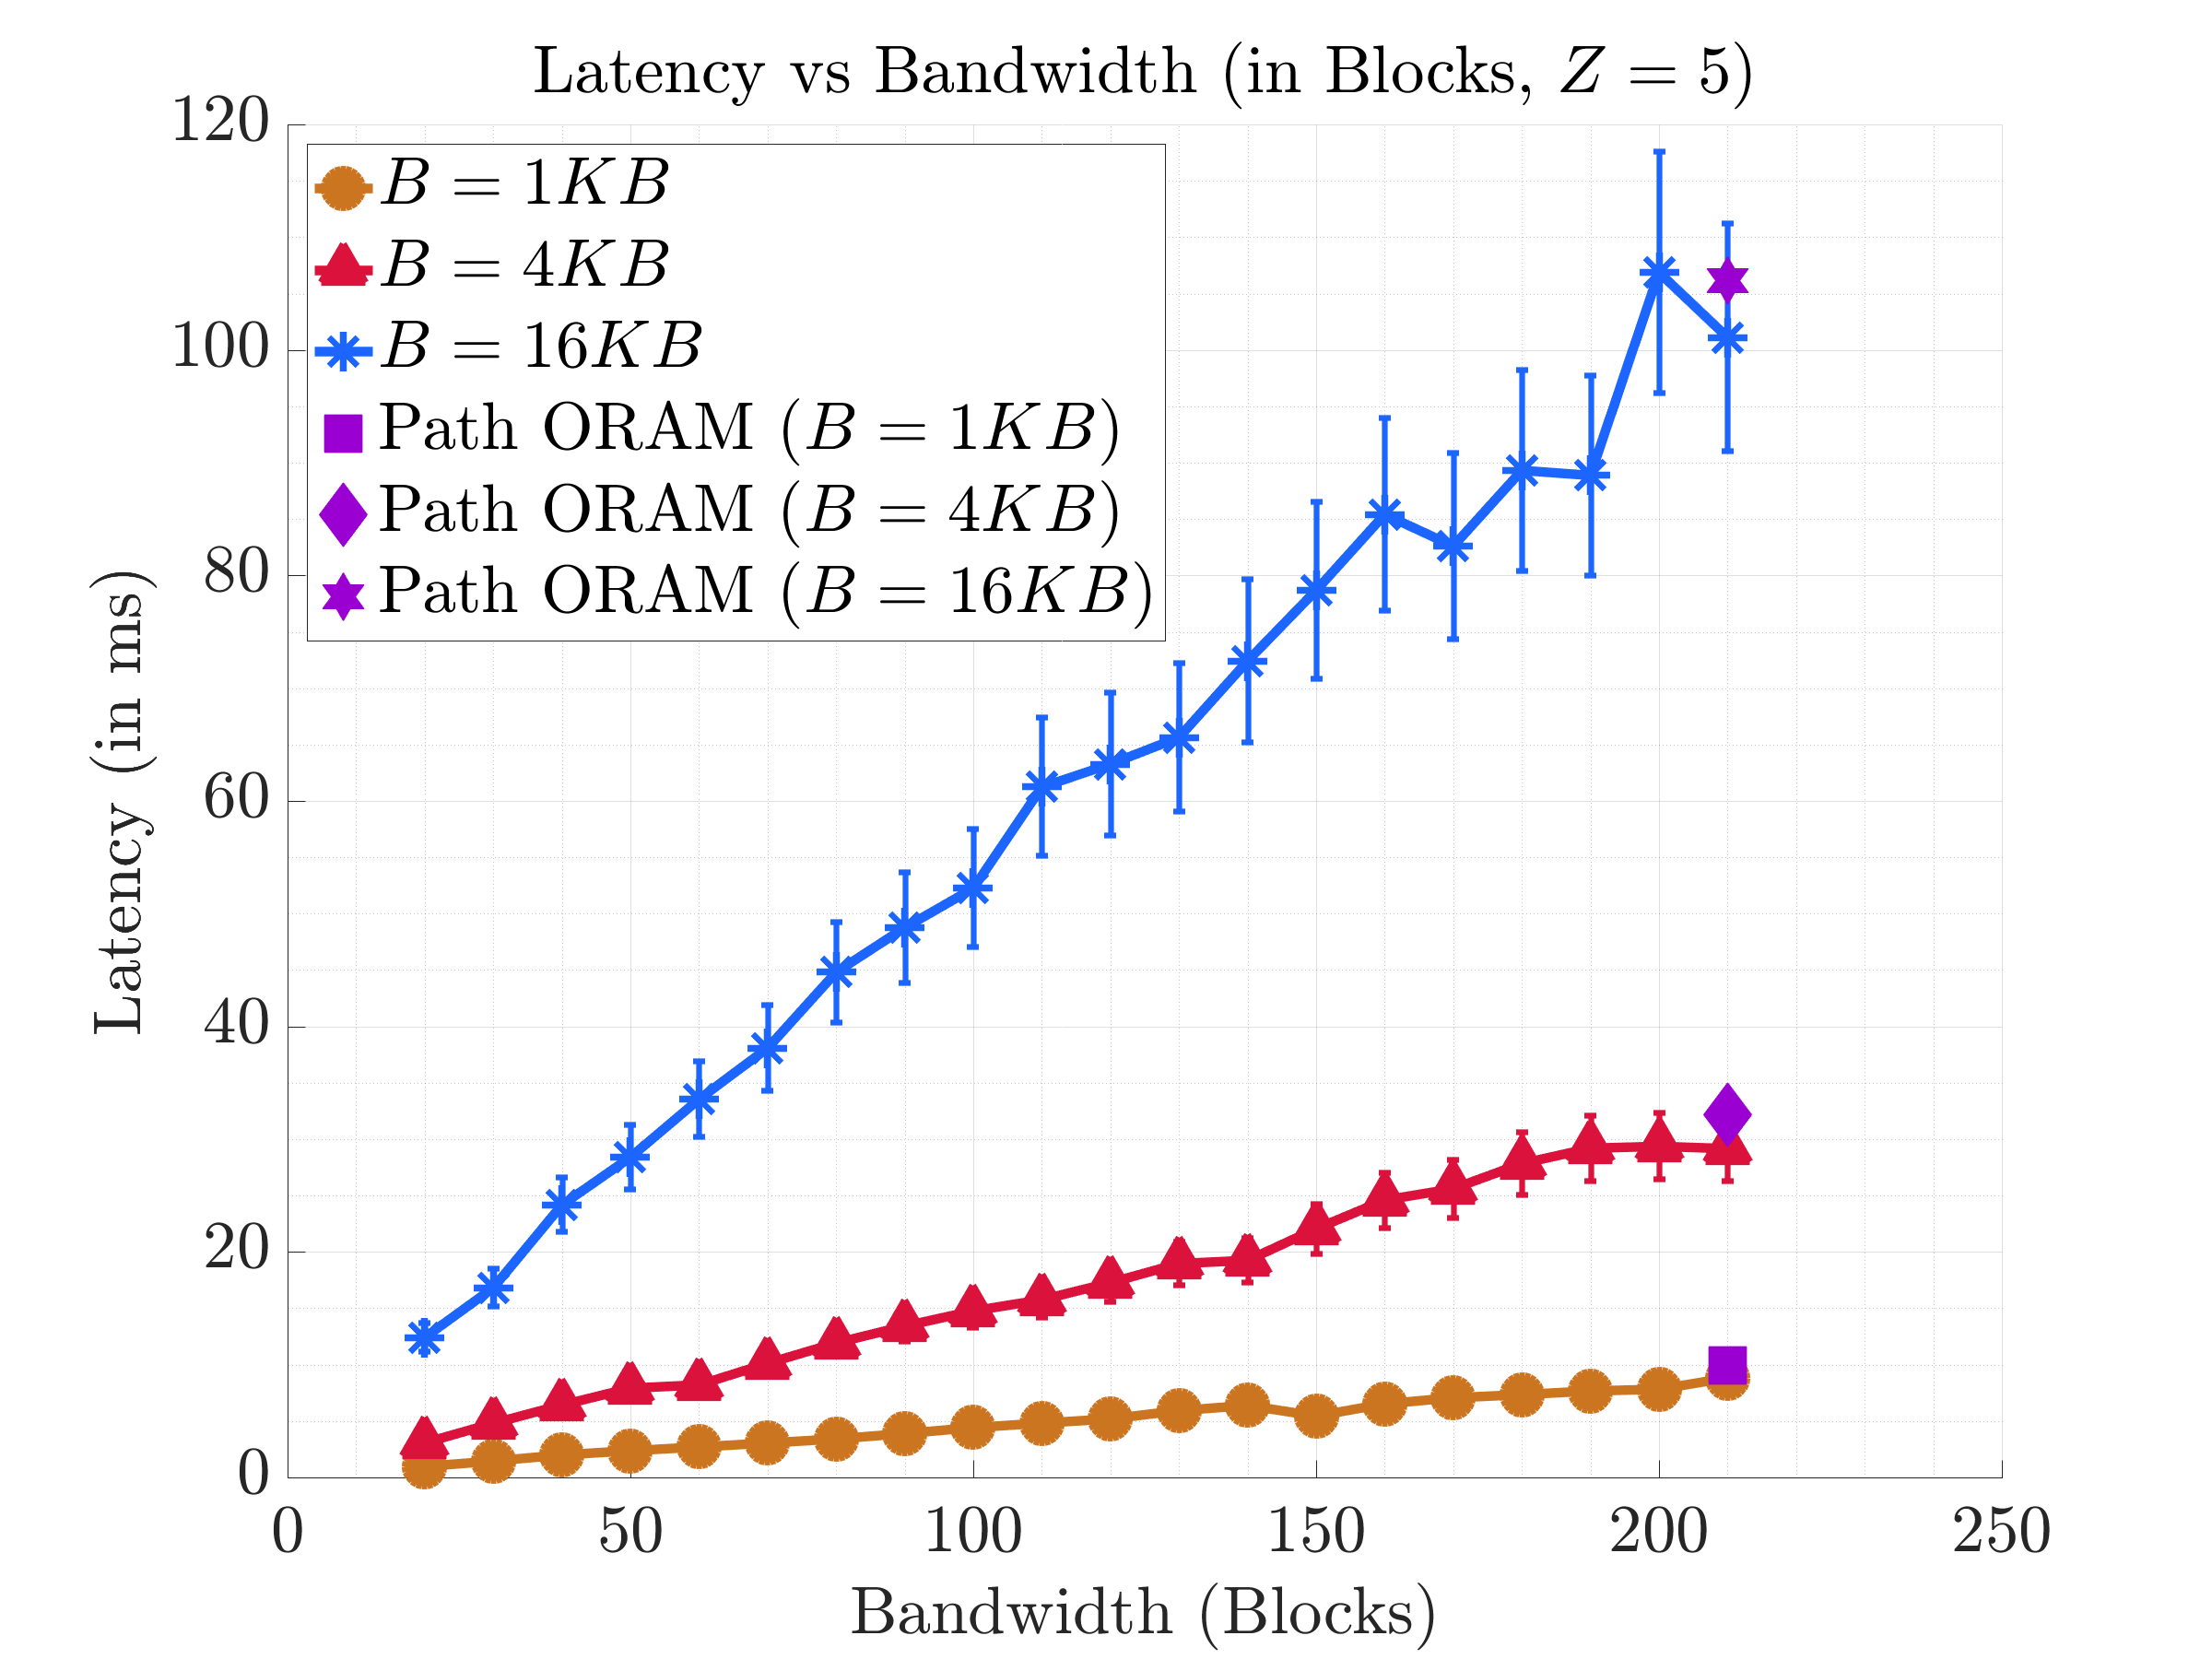 Latency vs Bandwidth (in Blocks, Z = 5)
120
100
80
60
40
20
0
Latency (in ms)
B = 1KB
B = 4KB
B = 16KB
Path ORAM (B = 1KB)
Path ORAM (B = 4KB)
Path ORAM (B = 16KB)
0 50 100 150 200 250
Bandwidth (Blocks)